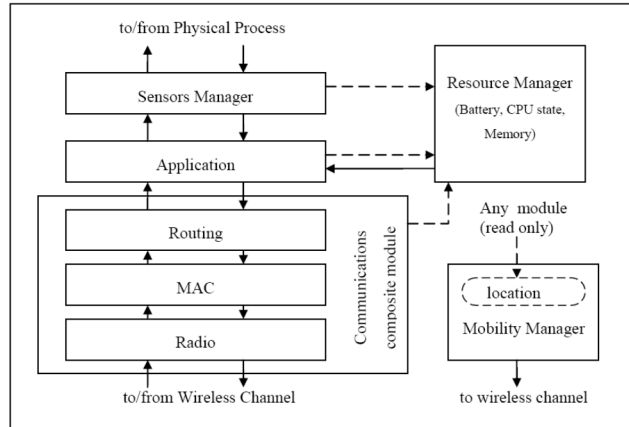 to/from Physical Process
Sensors Manager
Application
Routing
MAC
Radio
Communications
composite module
to/from Wireless Channel
Resource Manager
(Battery, CPU state,
Memory)
Any module
(read only)
location
Mobility Manager
to wireless channel